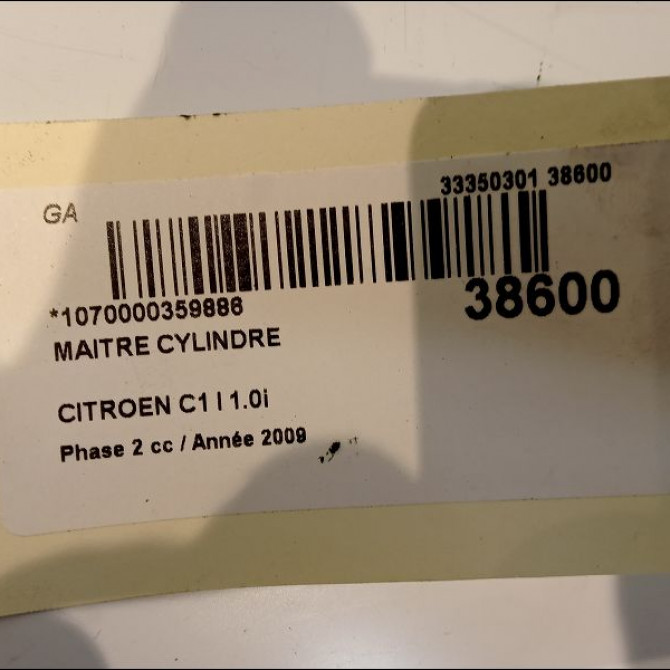 33350301 38600
GA
*1070000359886
38600
MAITRE CYLINDRE
CITROEN C1 I 1.0i
Phase 2 cc / Année 2009